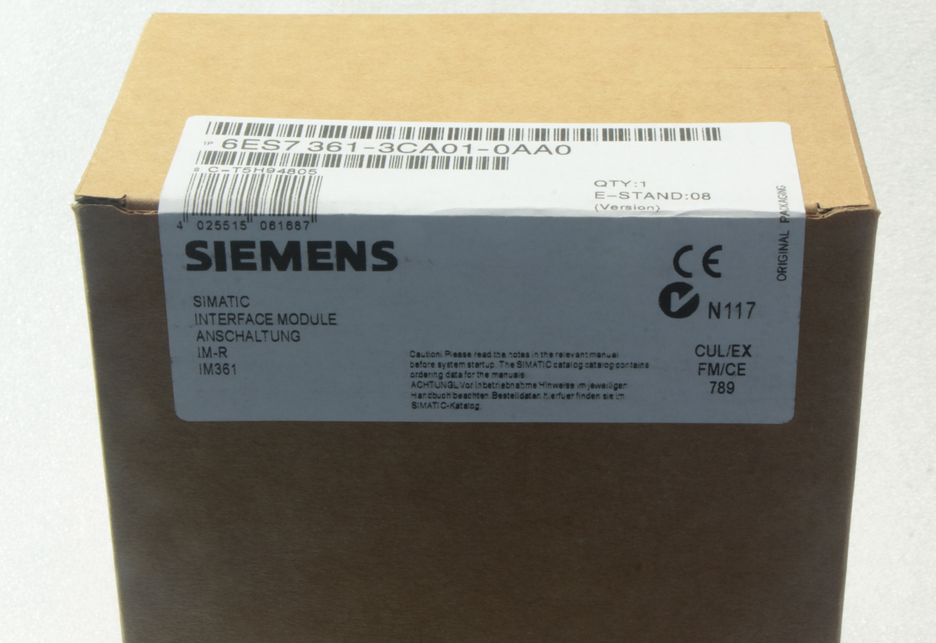 1P 6ES7 361-3CA01-0AA0
S C-T5H94805
QTY:1
E-STAND:08
(Version)
4 025515 061687
ORIGINAL PACKAGING
SIEMENS
CE
N117
SIMATIC
INTERFACE MODULE
ANSCHALTUNG
IM-R
IM361
Caution! Please read the notes in the relevant manual
before system startup. The SIMATIC catalog catalog contains
ordering data for the manuals.
ACHTUNG!,Vor Inbetriebnahme Hinweise im jeweiligen
Handbuch beachten. Bestelldaten hierfuer finden sie im
SIMATIC-Katalog.
CUL/EX
FM/CE
789